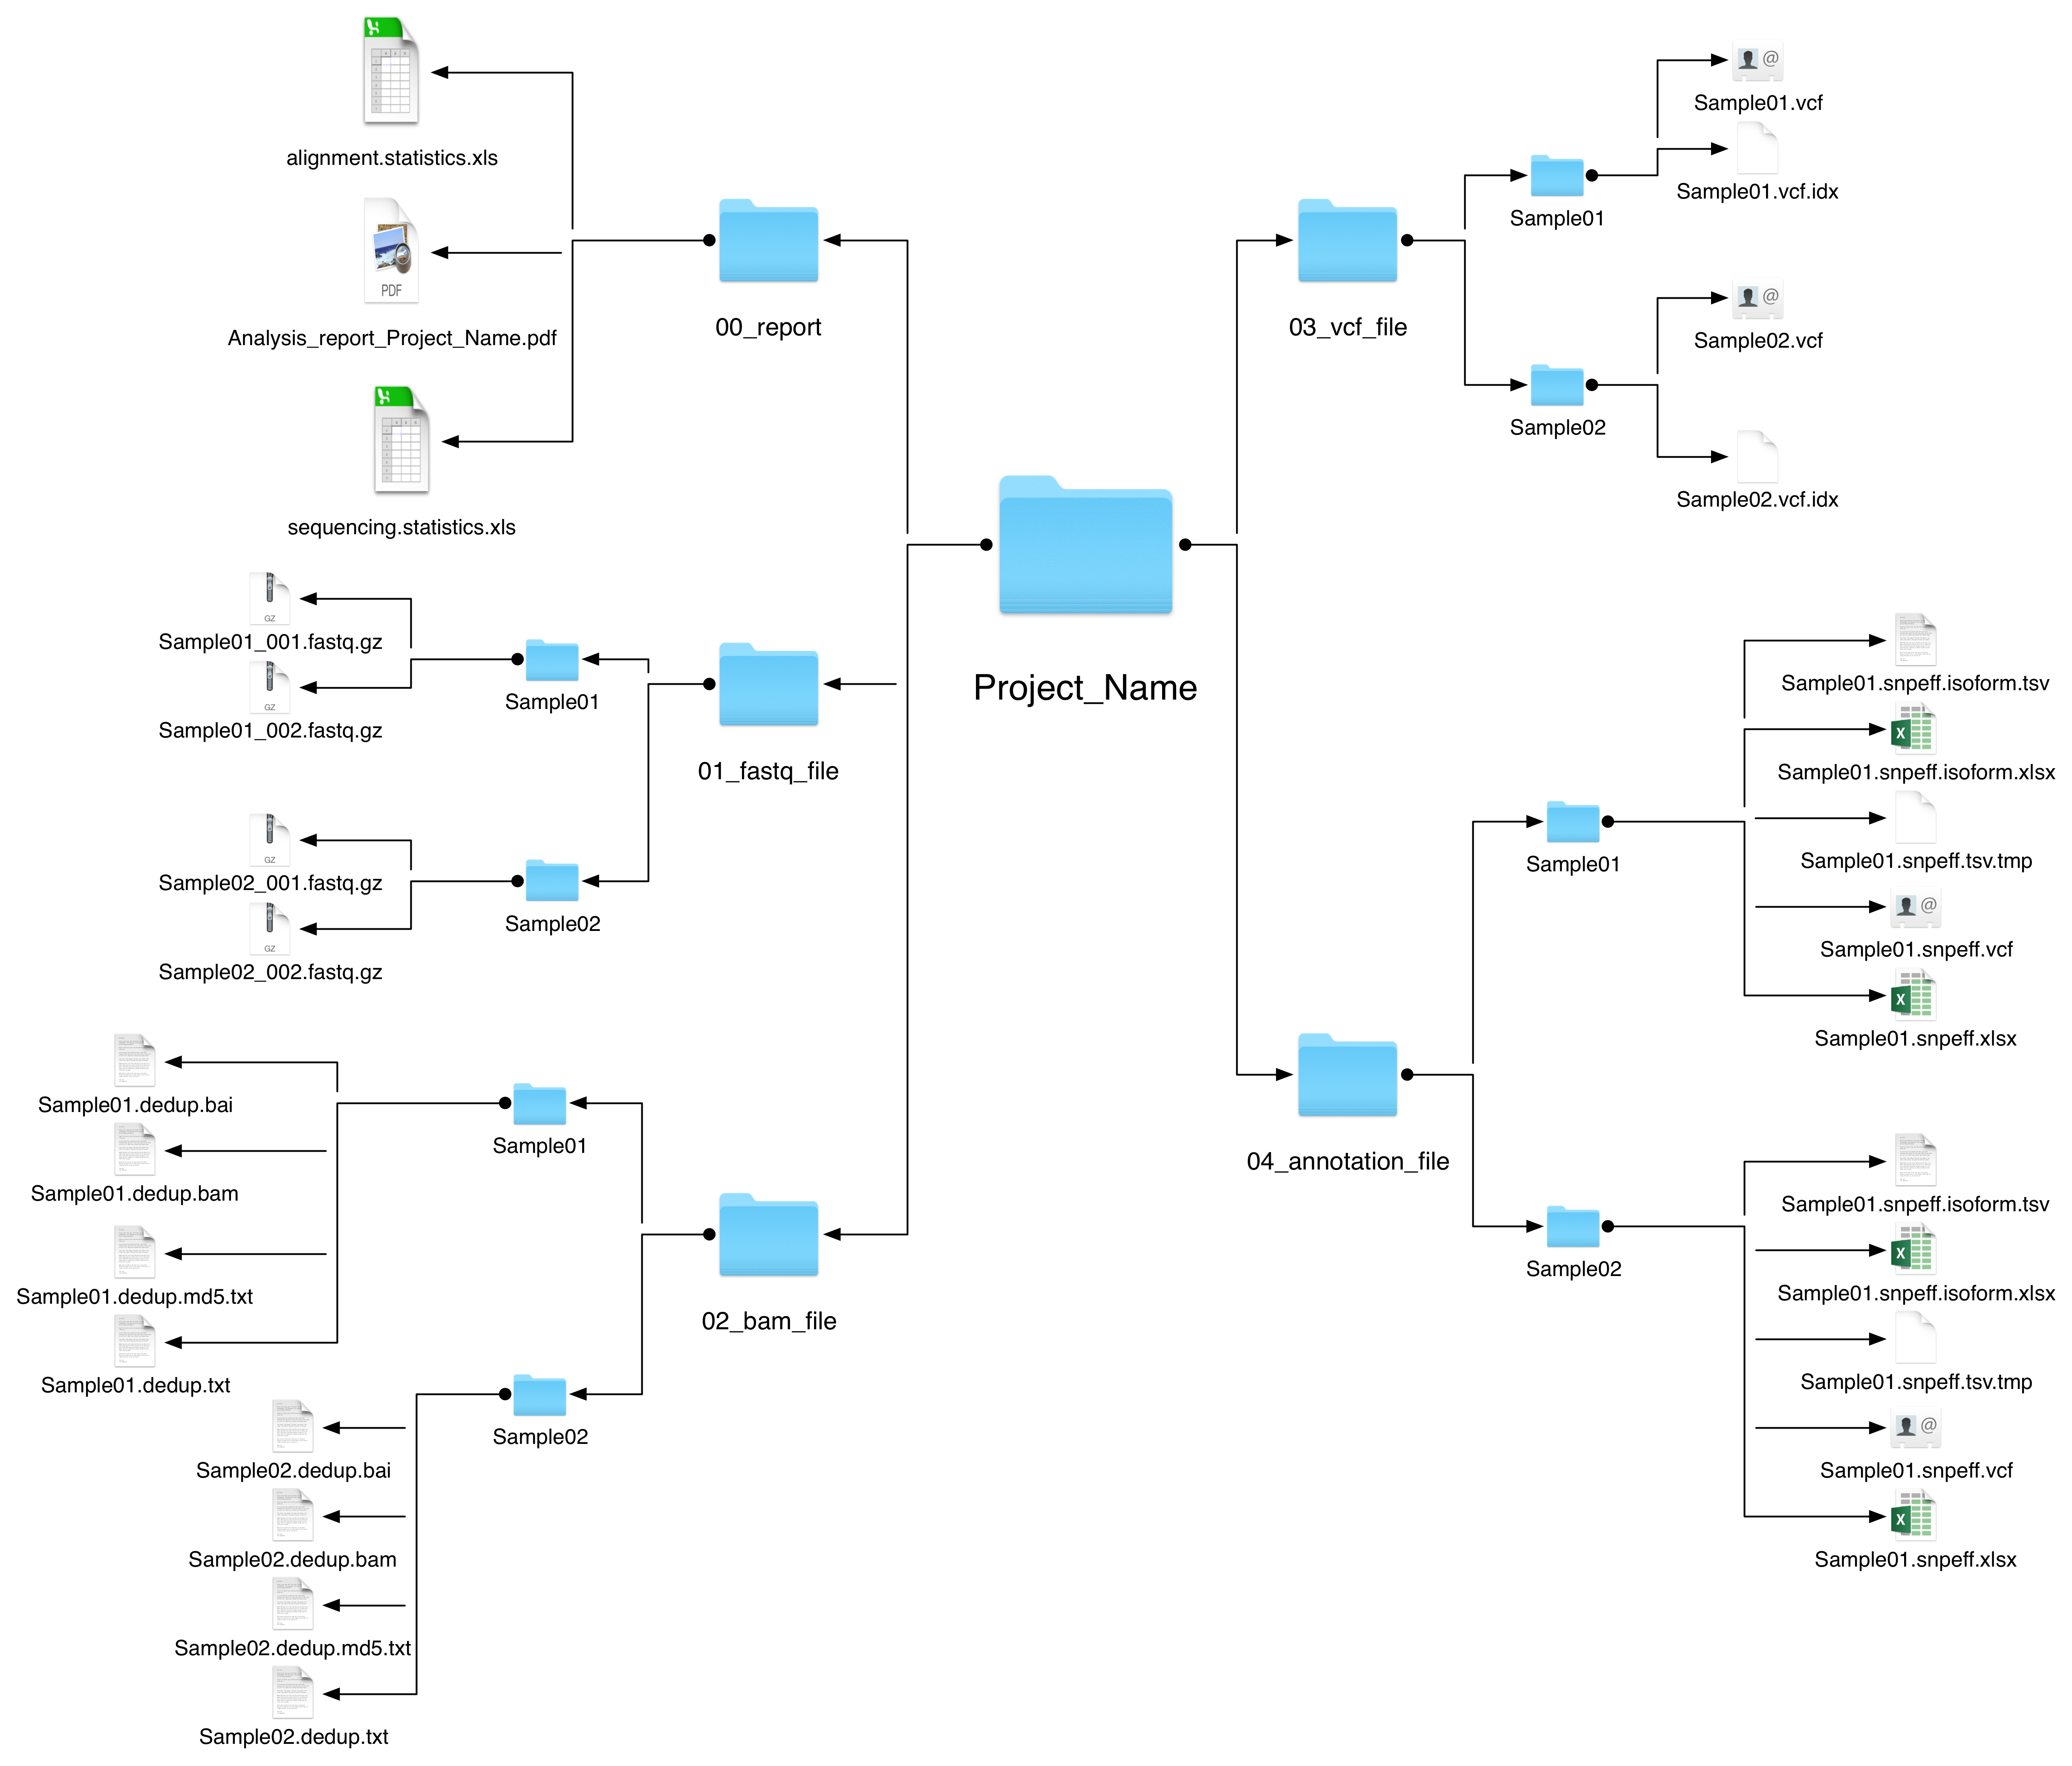 alignment.statistics.xls
PDF
Analysis_report_Project_Name.pdf
sequencing.statistics.xls
00_report
GZ
Sample01_001.fastq.gz
GZ
Sample01_002.fastq.gz
Sample01
GZ
Sample02_001.fastq.gz
GZ
Sample02_002.fastq.gz
Sample02
01_fastq_file
Sample01.dedup.bai
Sample01.dedup.bam
Sample01.dedup.md5.txt
Sample01.dedup.txt
Sample01
Sample02.dedup.bai
Sample02.dedup.bam
Sample02.dedup.md5.txt
Sample02.dedup.txt
Sample02
02_bam_file
Project_Name
03_vcf_file
Sample01
@
Sample01.vcf
Sample01.vcf.idx
Sample02
@
Sample02.vcf
Sample02.vcf.idx
04_annotation_file
Sample01
Sample01.snpeff.isoform.tsv
X
Sample01.snpeff.isoform.xlsx
Sample01.snpeff.tsv.tmp
@
Sample01.snpeff.vcf
X
Sample01.snpeff.xlsx
Sample02
Sample01.snpeff.isoform.tsv
X
Sample01.snpeff.isoform.xlsx
Sample01.snpeff.tsv.tmp
@
Sample01.snpeff.vcf
X
Sample01.snpeff.xlsx